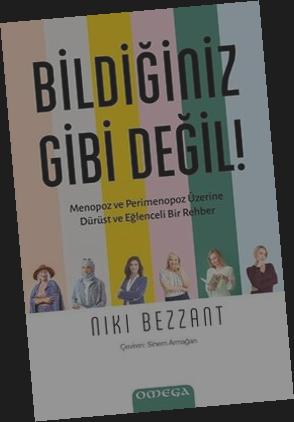 BİLDİĞİNİZ
GİBİ DEĞİL!
Menopoz ve Perimenopoz Üzerine
Dürüst ve Eğlenceli Bir Rehber
NIKI BEZZANT
Çeviren: Sinem Armağan
OMEGA